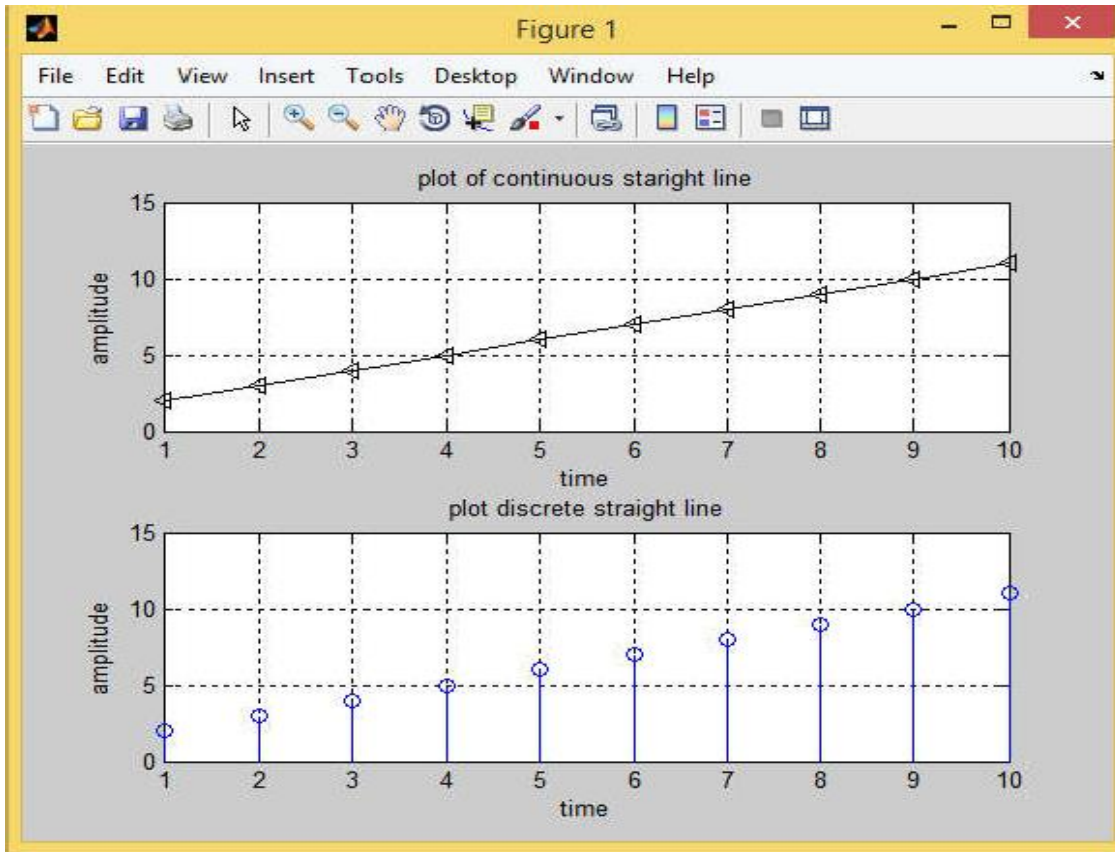 Figure 1
File Edit View Insert Tools Desktop Window Help
plot of continuous staright line
15
10
5
0
amplitude
1 2 3 4 5 6 7 8 9 10
time
plot discrete straight line
15
10
5
0
amplitude
1 2 3 4 5 6 7 8 9 10
time